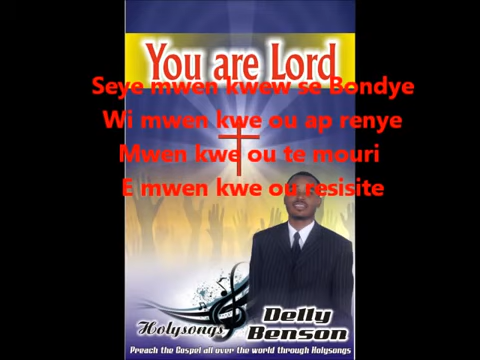 You are Lord
Seye mwen kwew se Bondye
Wi mwen kwe ou ap renye
Mwen kwe ou te mouri
E mwen kwe ou resisite
Holysongs
Delly
Benson
Preach the Gospel all over the world through Holysongs